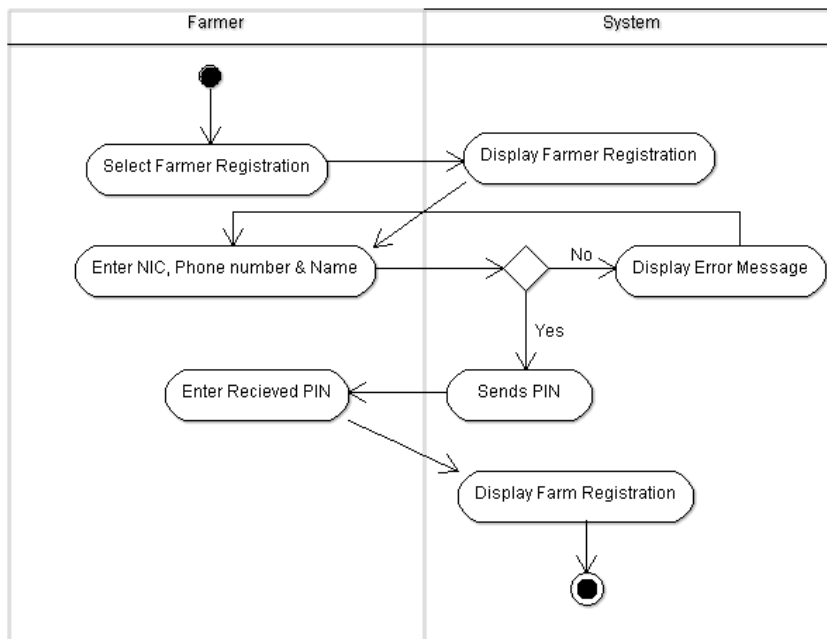 Farmer
System
Select Farmer Registration
Display Farmer Registration
Enter NIC, Phone number & Name
No
Display Error Message
Yes
Enter Recieved PIN
Sends PIN
Display Farm Registration